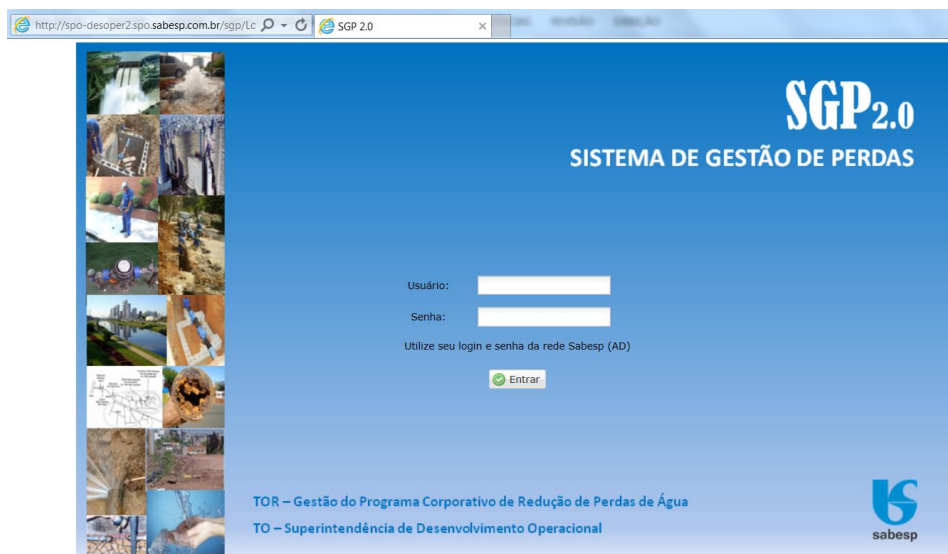 http://spo-desoper2.spo.sabesp.com.br/sgp/Lc
SGP 2.0
SGP2.0
SISTEMA DE GESTÃO DE PERDAS
Usuário:
Senha:
Utilize seu login e senha da rede Sabesp (AD)
Entrar
TOR – Gestão do Programa Corporativo de Redução de Perdas de Água
TO – Superintendência de Desenvolvimento Operacional
sabesp